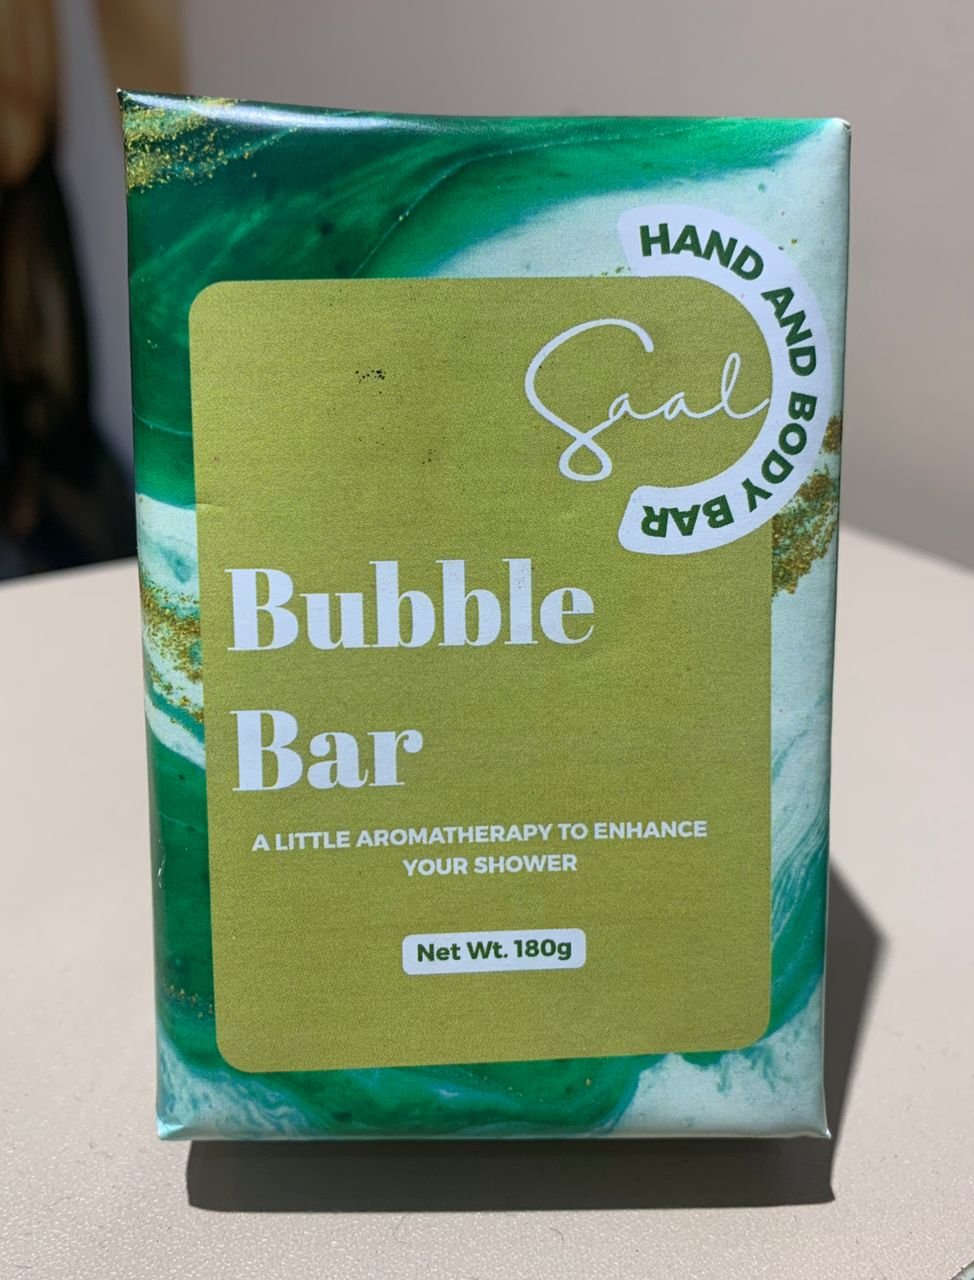 HAND AND BODY BAR
Saal
Bubble
Bar
A LITTLE AROMATHERAPY TO ENHANCE
YOUR SHOWER
Net Wt. 180g